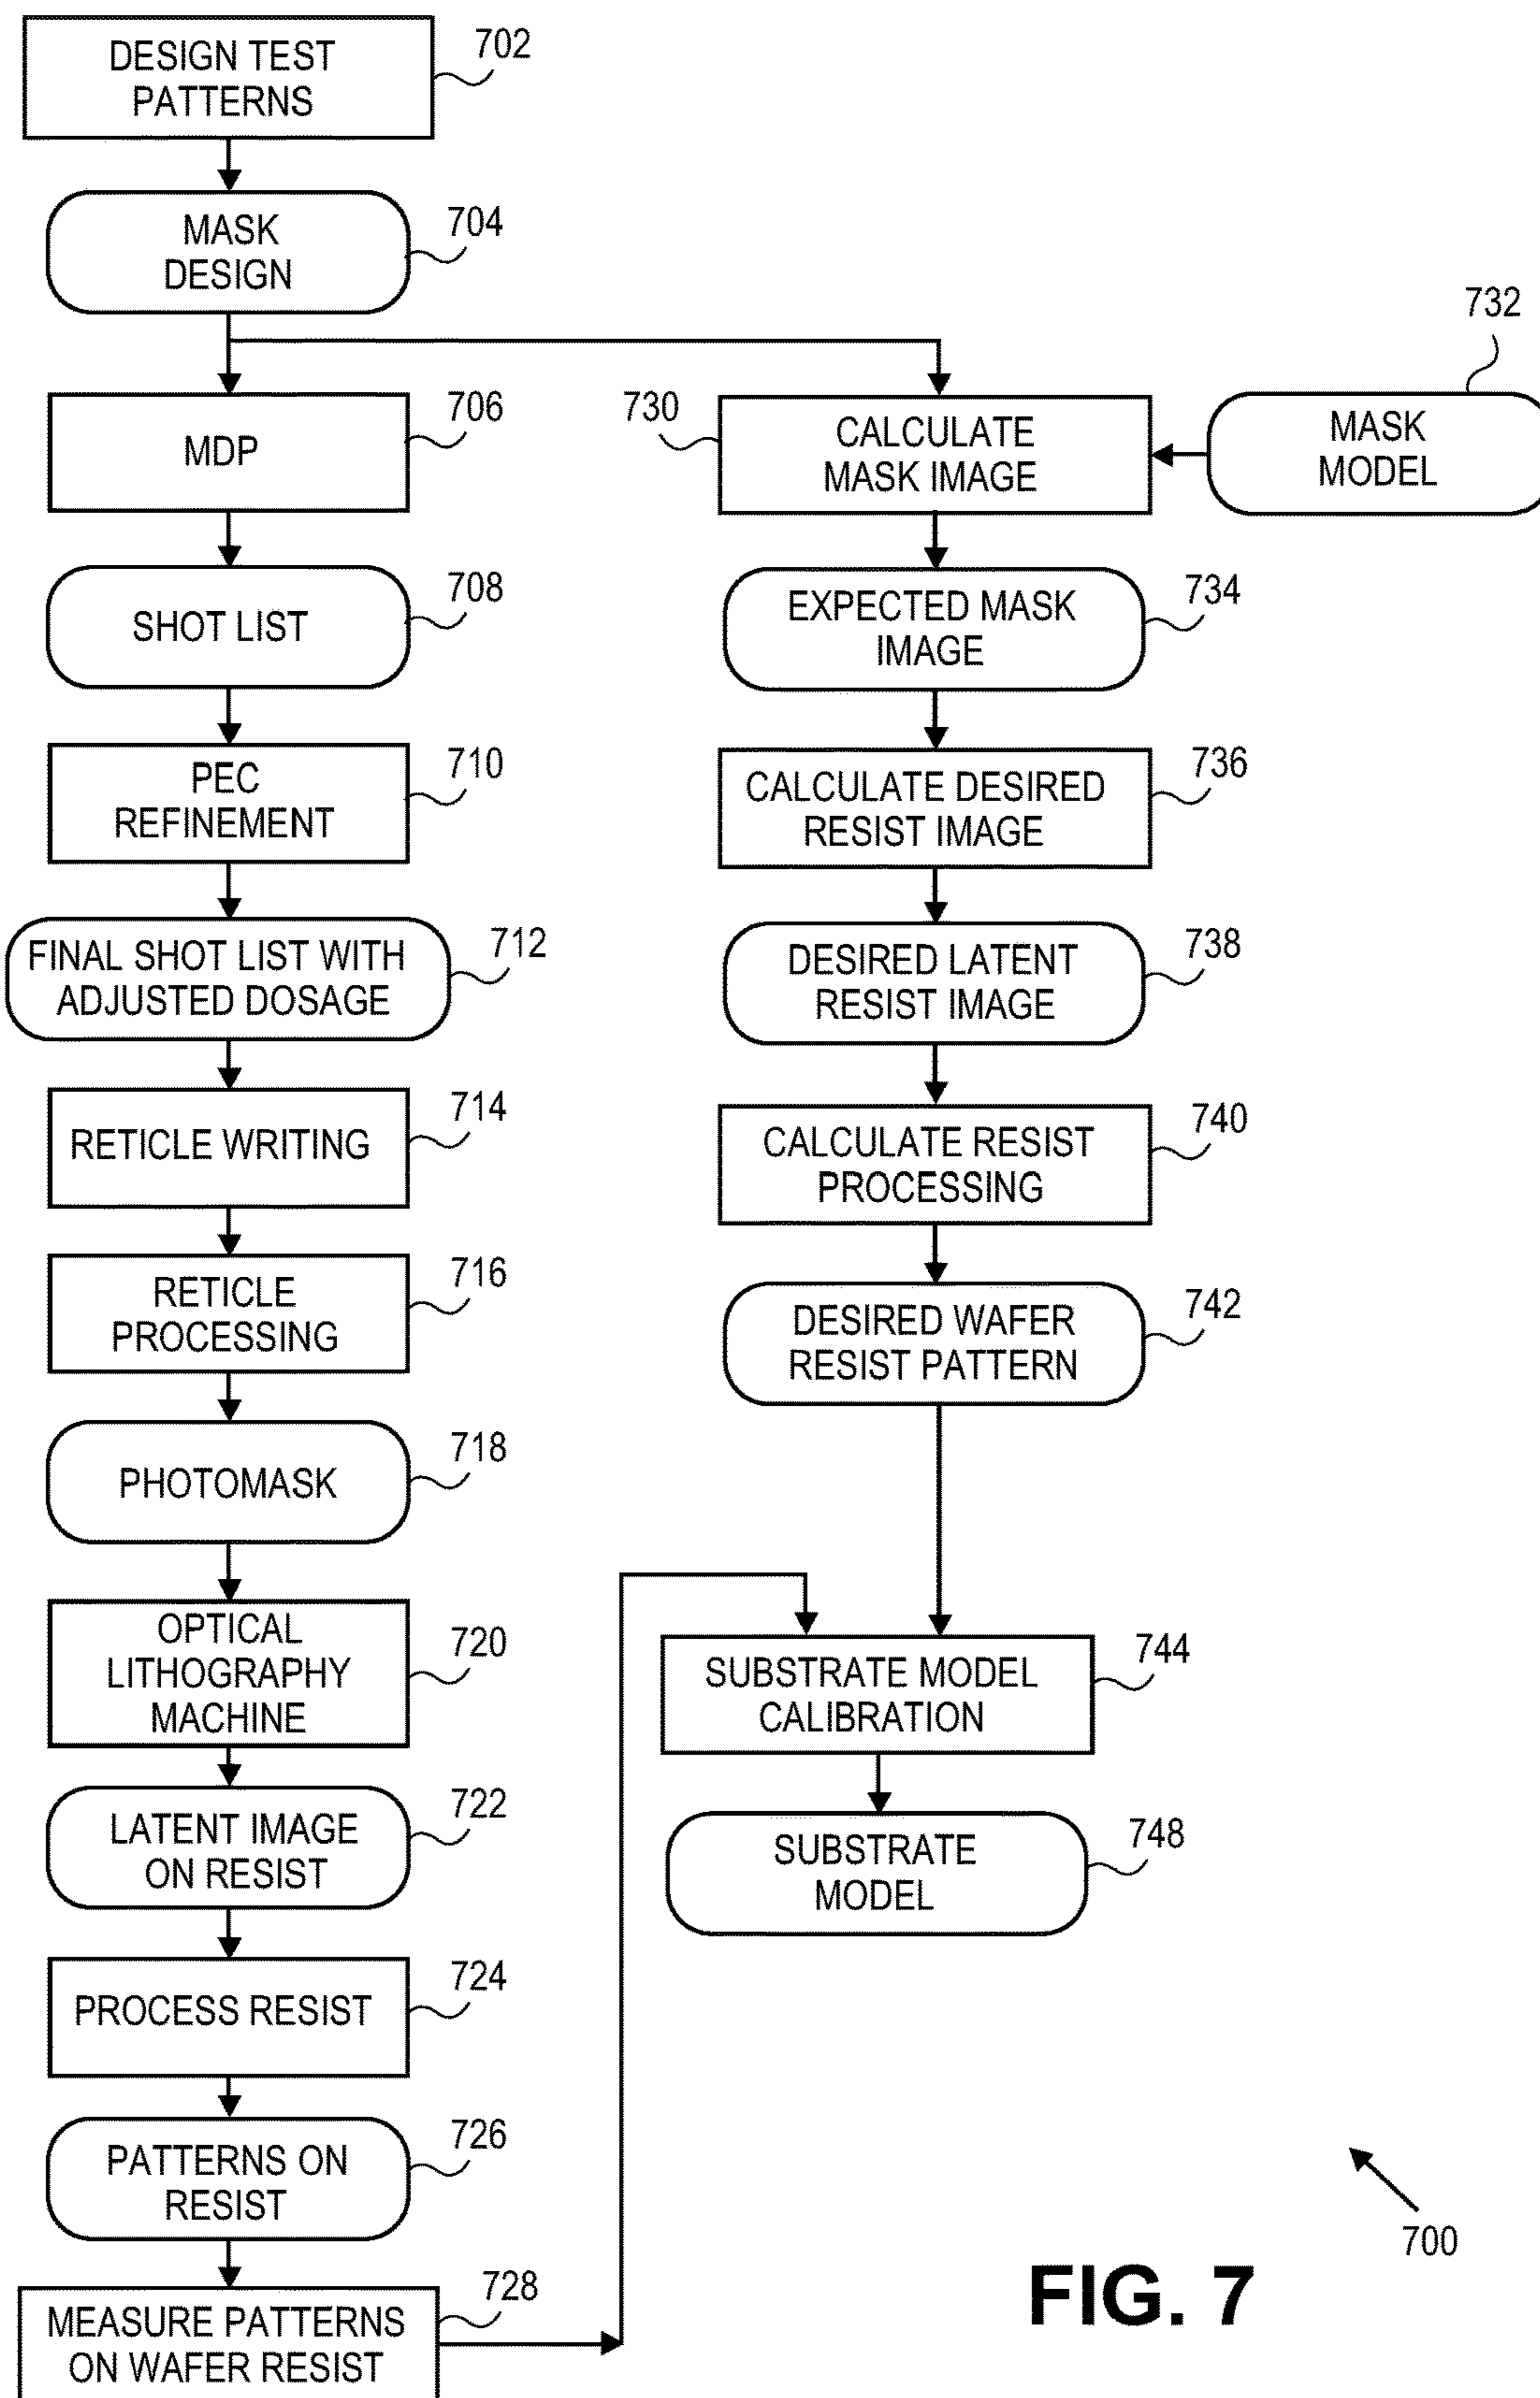 DESIGN TEST
PATTERNS
702
MASK
DESIGN
704
MDP
706
SHOT LIST
708
PEC
REFINEMENT
710
FINAL SHOT LIST WITH
ADJUSTED DOSAGE
712
RETICLE WRITING
714
RETICLE
PROCESSING
716
PHOTOMASK
718
OPTICAL
LITHOGRAPHY
MACHINE
720
LATENT IMAGE
ON RESIST
722
PROCESS RESIST
724
PATTERNS ON
RESIST
726
MEASURE PATTERNS
ON WAFER RESIST
728
730
CALCULATE
MASK IMAGE
732
MASK
MODEL
EXPECTED MASK
IMAGE
734
CALCULATE DESIRED
RESIST IMAGE
736
DESIRED LATENT
RESIST IMAGE
738
CALCULATE RESIST
PROCESSING
740
DESIRED WAFER
RESIST PATTERN
742
SUBSTRATE MODEL
CALIBRATION
744
SUBSTRATE
MODEL
748
700
FIG. 7